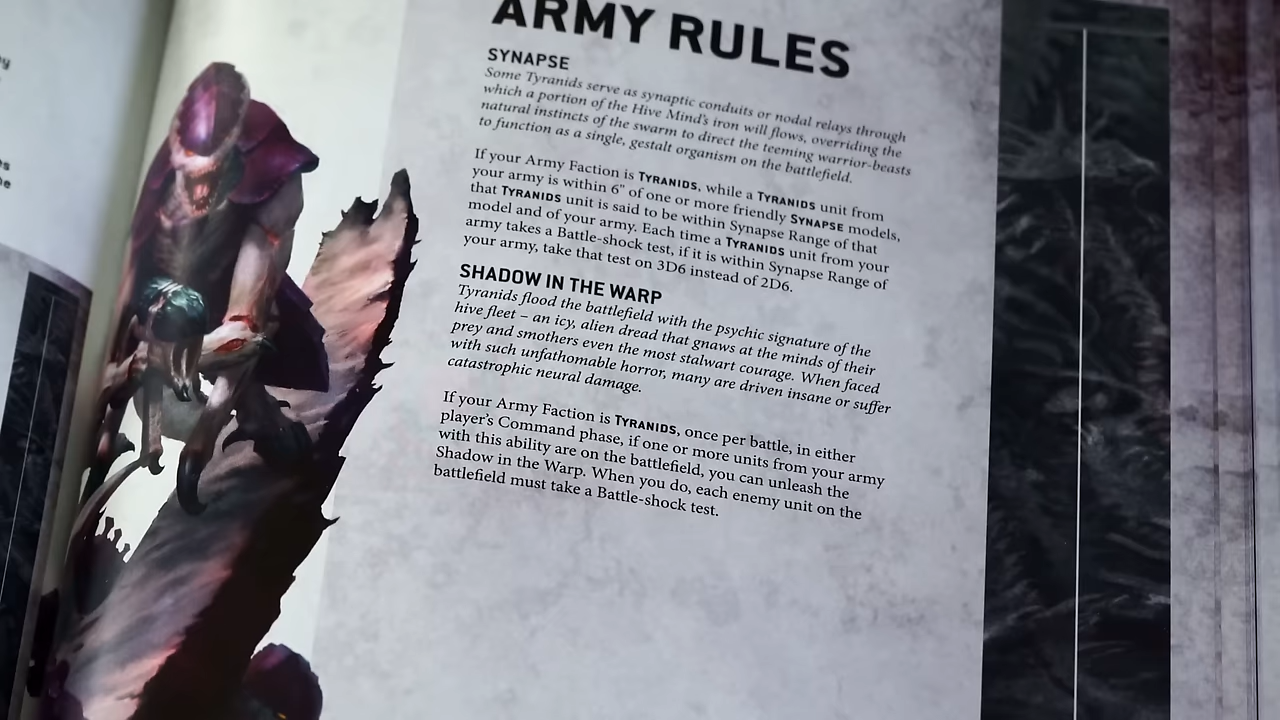 ARMY RULES
SYNAPSE
Some Tyranids serve as synaptic conduits or nodal relays through
which a portion of the Hive Mind's iron will flows, overriding the
natural instincts of the swarm to direct the teeming warrior-beasts
to function as a single, gestalt organism on the battlefield.
If your Army Faction is TYRANIDS, while a TYRANIDS unit from
your army is within 6" of one or more friendly SYNAPSE models,
that TYRANIDS unit is said to be within Synapse Range of that
model and of your army. Each time a TYRANIDS unit from your
army takes a Battle-shock test, if it is within Synapse Range of
your army, take that test on 3D6 instead of 2D6.
SHADOW IN THE WARP
Tyranids flood the battlefield with the psychic signature of the
hive fleet – an icy, alien dread that gnaws at the minds of their
prey and smothers even the most stalwart courage. When faced
with such unfathomable horror, many are driven insane or suffer
catastrophic neural damage.
If your Army Faction is TYRANIDS, once per battle, in either
player's Command phase, if one or more units from your army
with this ability are on the battlefield, you can unleash the
Shadow in the Warp. When you do, each enemy unit on the
battlefield must take a Battle-shock test.